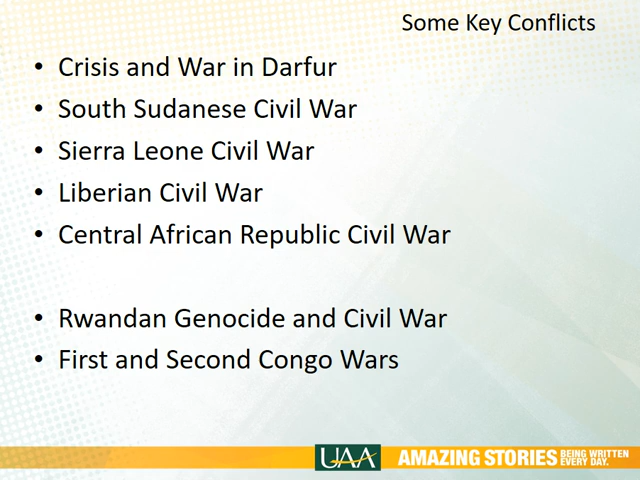 Some Key Conflicts
• Crisis and War in Darfur
• South Sudanese Civil War
• Sierra Leone Civil War
• Liberian Civil War
• Central African Republic Civil War
• Rwandan Genocide and Civil War
• First and Second Congo Wars
UAA AMAZING STORIES BEING WRITTEN
EVERY DAY.